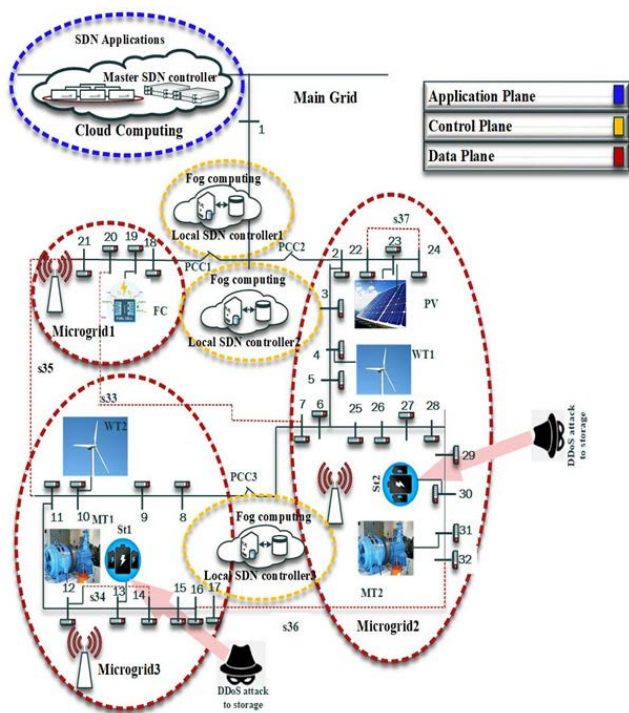 SDN Applications
Master SDN controller
Cloud Computing
Main Grid
1
Application Plane
Control Plane
Data Plane
Fog computing
Local SDN controller1
21
20
19
18
PCC1
PCC2
2
22
s37
23
24
FC
Microgrid1
Fog computing
Local SDN controller2
3
PV
4
WT1
5
s35
s33
7
6
25
26
27
28
WT2
DDoS attack
to storage
29
PCC3
St2
30
11
10
9
8
MT1
St1
Fog computing
Local SDN controller3
31
32
MT2
12
s34
13
14
15
16
17
s36
Microgrid2
Microgrid3
DDoS attack
to storage